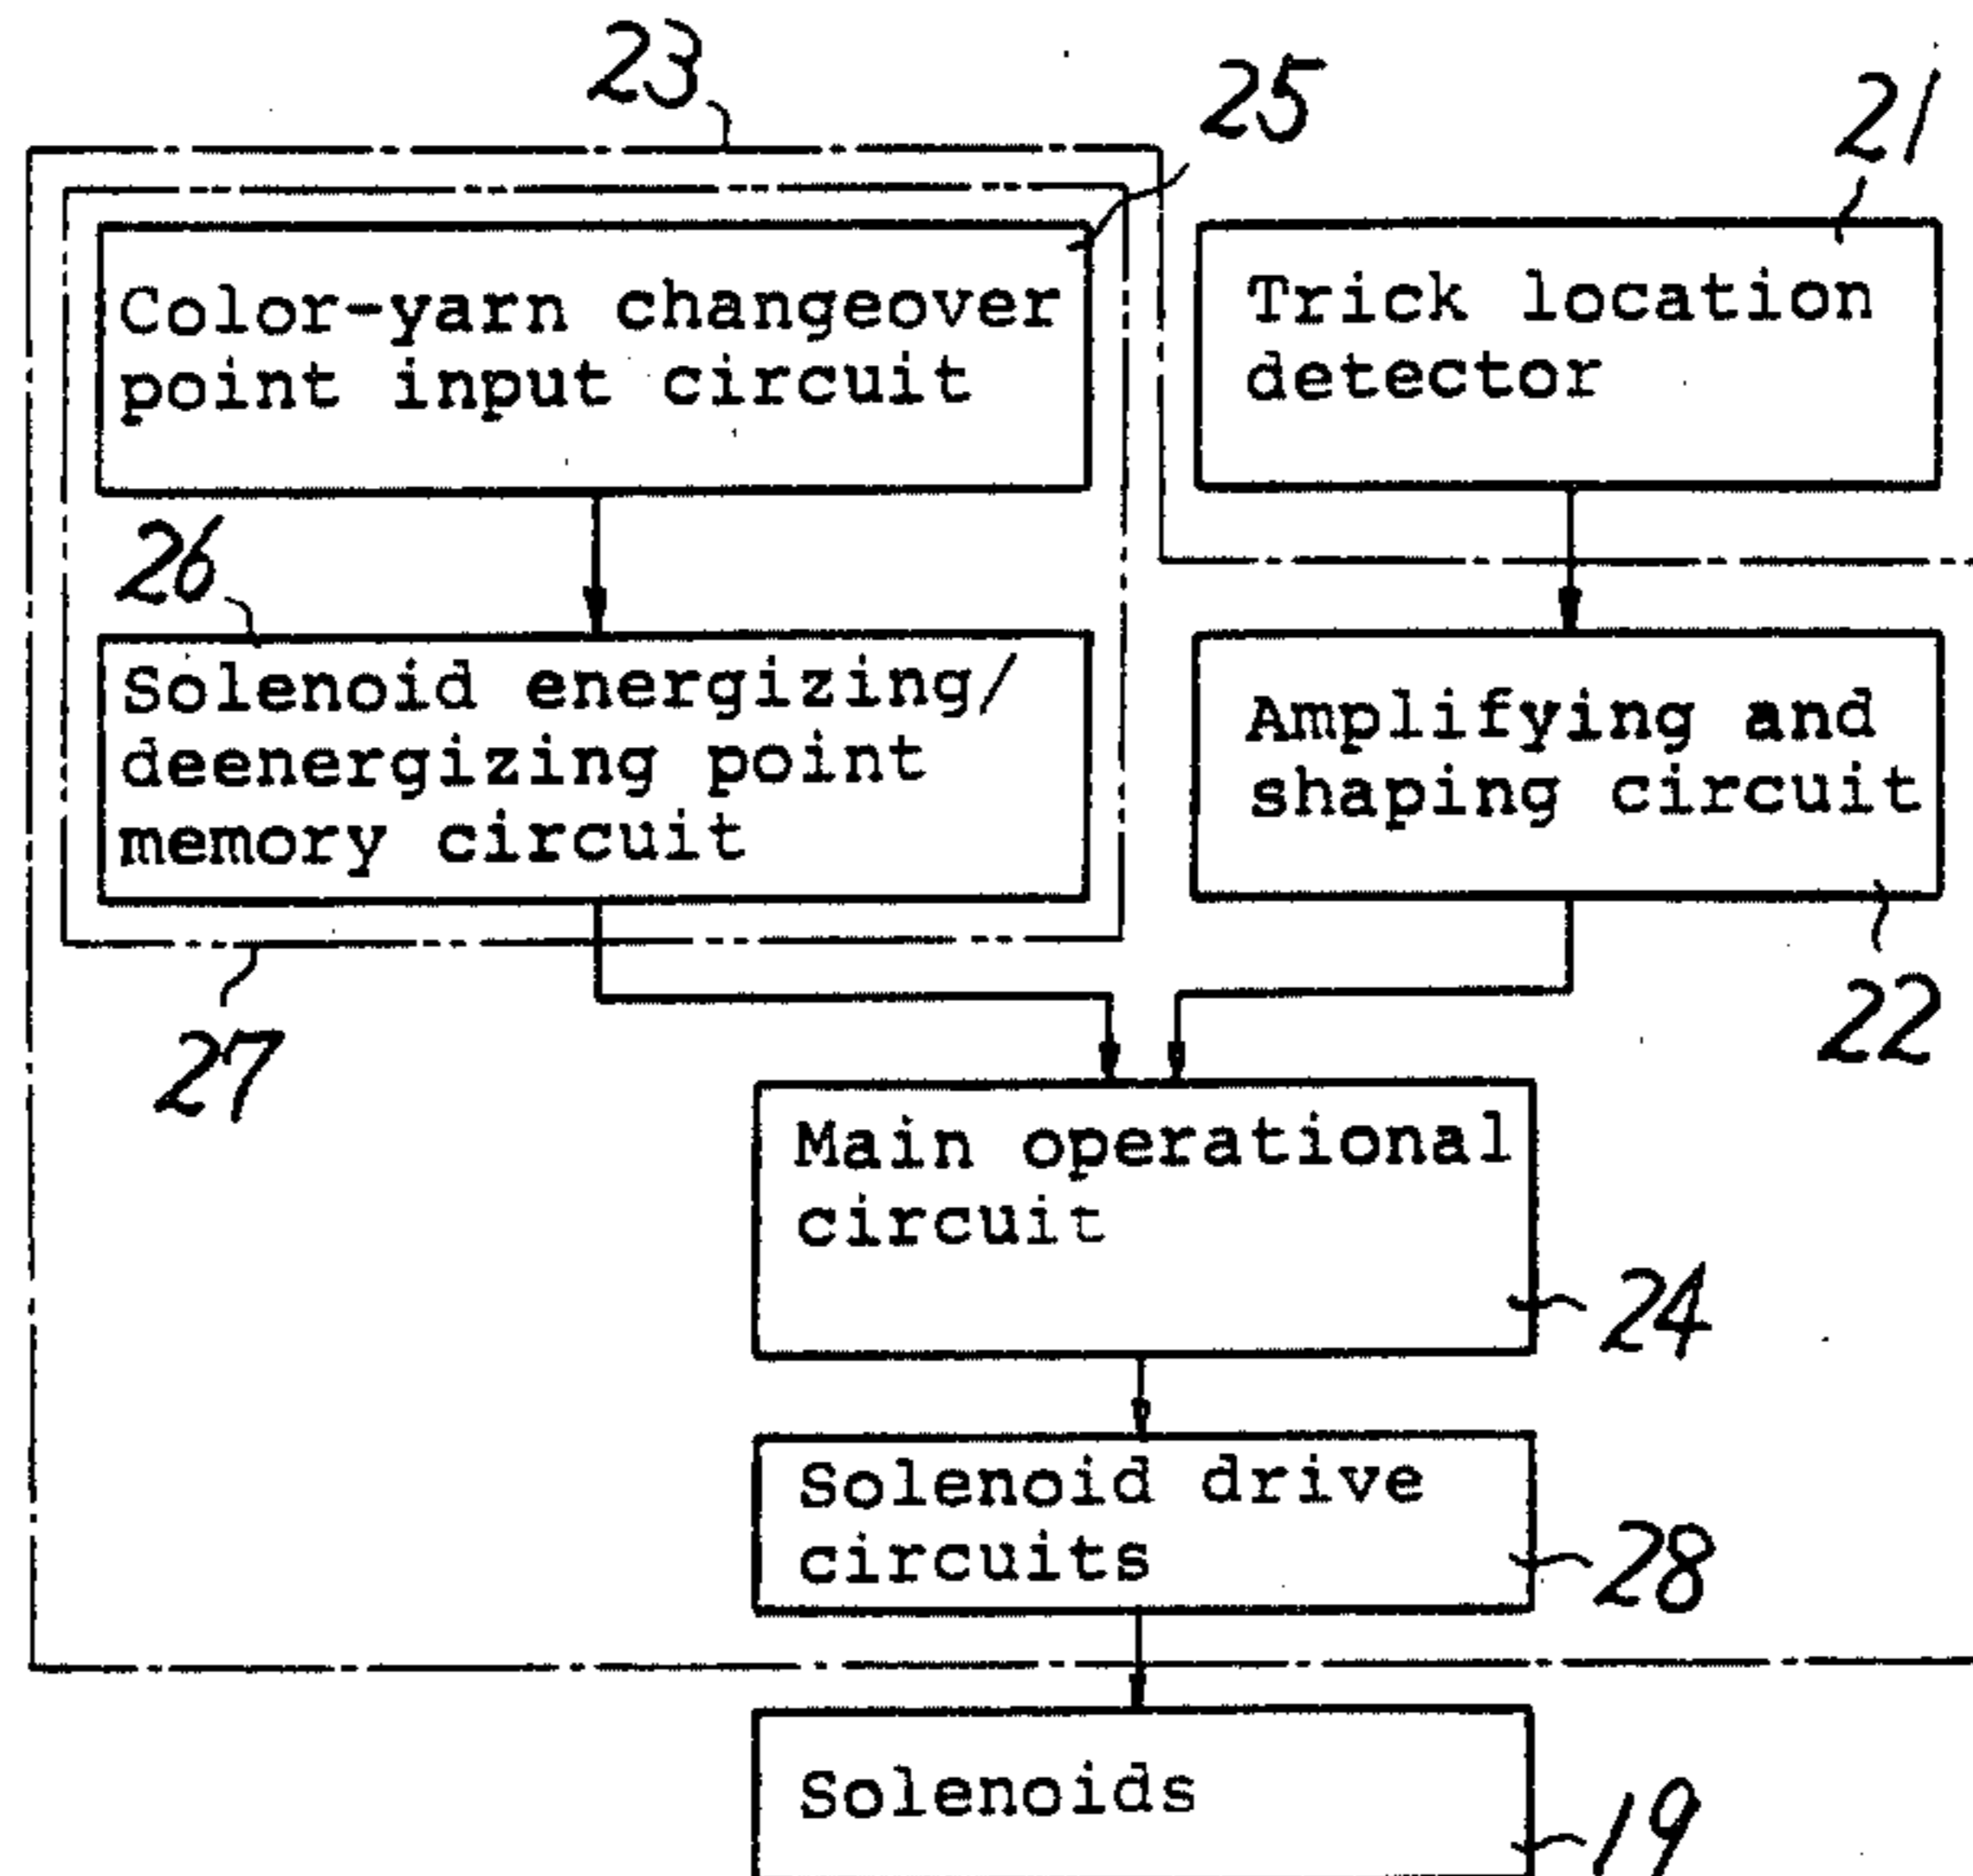 23
25
21
Color-yarn changeover
point input circuit
Trick location
detector
26
Solenoid energizing/
deenergizing point
memory circuit
Amplifying and
shaping circuit
27
22
Main operational
circuit
24
Solenoid drive
circuits
28
Solenoids
19